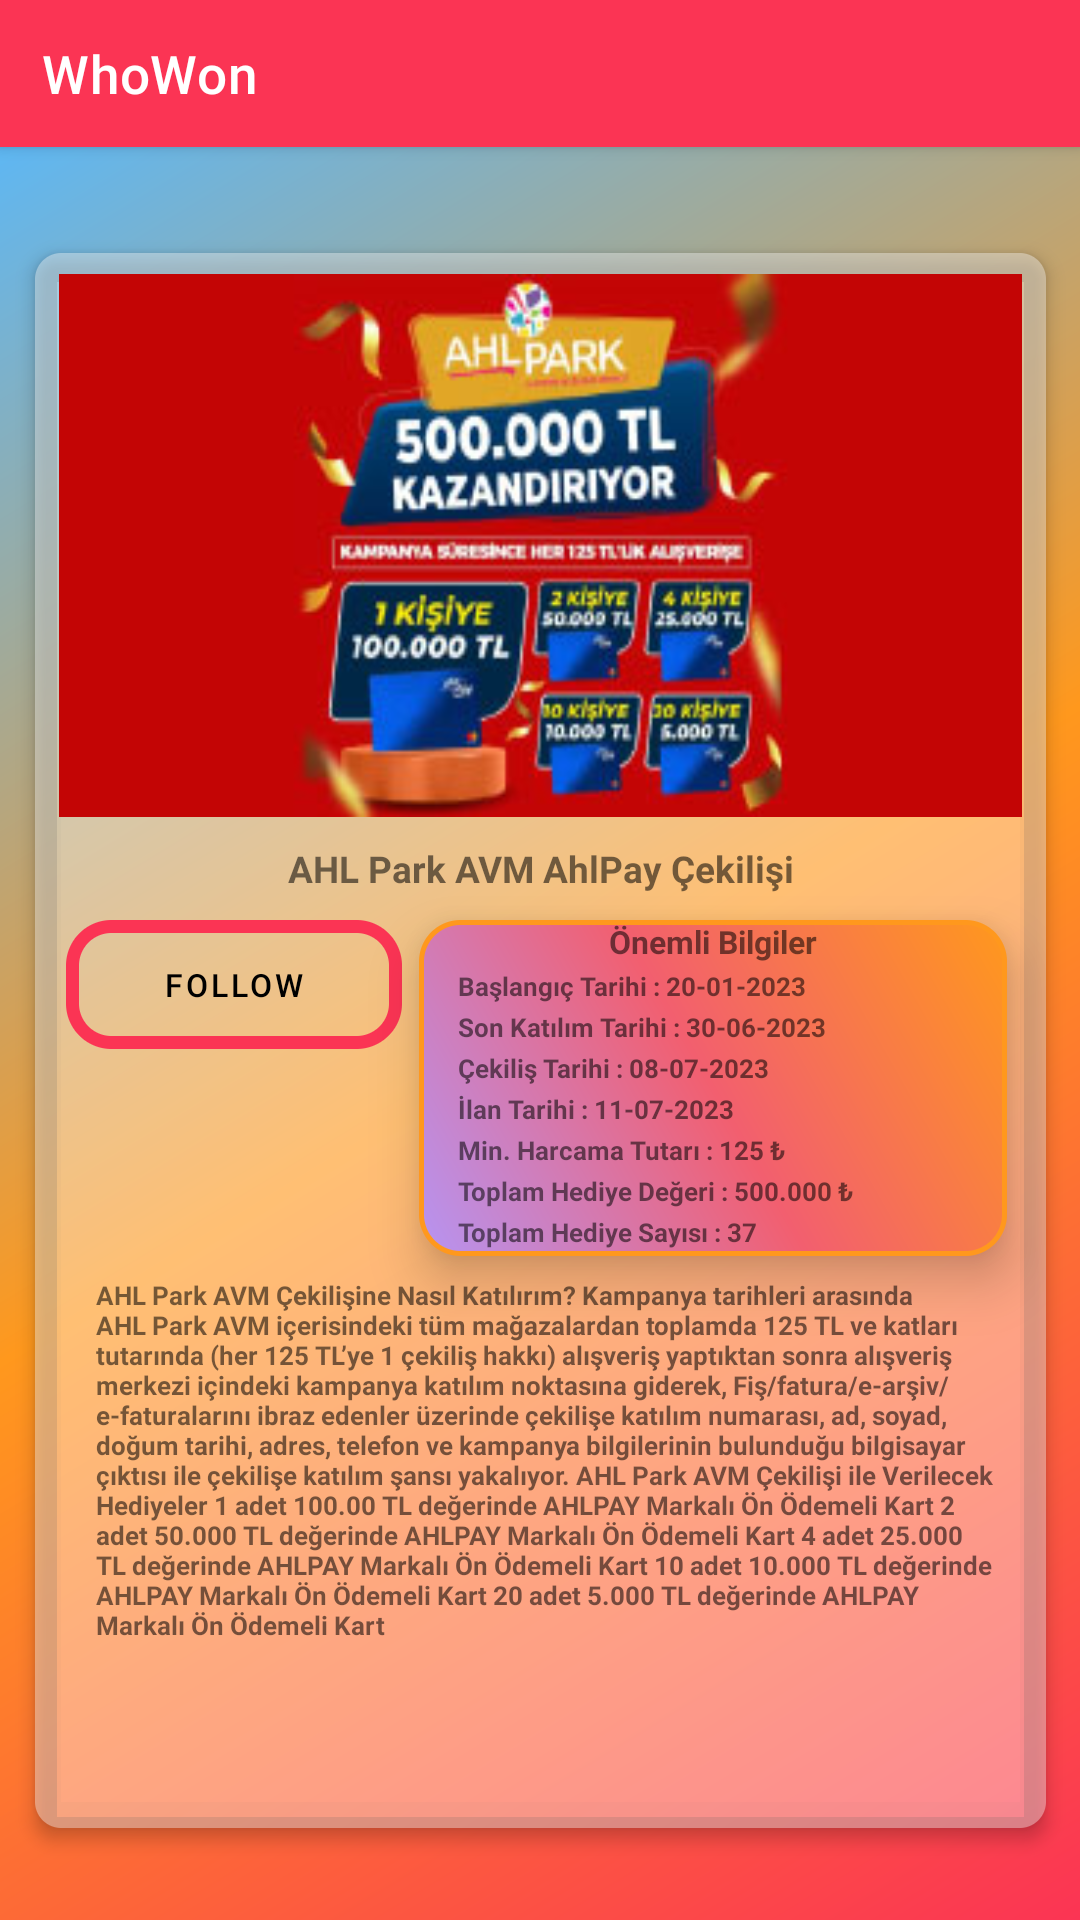 WhoWon
AHL PARK
500.000 TL
KAZANDIRIYOR
KAMPANYA SÜRESİNCE HER 125 TL'LİK ALIŞVERİŞE
1 KİŞİYE
100.000 TL
2 KİŞİYE
50.000 TL
4 KİŞİYE
25.000 TL
10 KİŞİYE
10.000 TL
20 KİŞİYE
5.000 TL
AHL Park AVM AhlPay Çekilişi
FOLLOW
Önemli Bilgiler
Başlangıç Tarihi : 20-01-2023
Son Katılım Tarihi : 30-06-2023
Çekiliş Tarihi : 08-07-2023
İlan Tarihi : 11-07-2023
Min. Harcama Tutarı : 125 ₺
Toplam Hediye Değeri : 500.000 ₺
Toplam Hediye Sayısı : 37
AHL Park AVM Çekilişine Nasıl Katılırım? Kampanya tarihleri arasında
AHL Park AVM içerisindeki tüm mağazalardan toplamda 125 TL ve katları
tutarında (her 125 TL’ye 1 çekiliş hakkı) alışveriş yaptıktan sonra alışveriş
merkezi içindeki kampanya katılım noktasına giderek, Fiş/fatura/e-arşiv/
e-faturalarını ibraz edenler üzerinde çekilişe katılım numarası, ad, soyad,
doğum tarihi, adres, telefon ve kampanya bilgilerinin bulunduğu bilgisayar
çıktısı ile çekilişe katılım şansı yakalıyor. AHL Park AVM Çekilişi ile Verilecek
Hediyeler 1 adet 100.00 TL değerinde AHLPAY Markalı Ön Ödemeli Kart 2
adet 50.000 TL değerinde AHLPAY Markalı Ön Ödemeli Kart 4 adet 25.000
TL değerinde AHLPAY Markalı Ön Ödemeli Kart 10 adet 10.000 TL değerinde
AHLPAY Markalı Ön Ödemeli Kart 20 adet 5.000 TL değerinde AHLPAY
Markalı Ön Ödemeli Kart